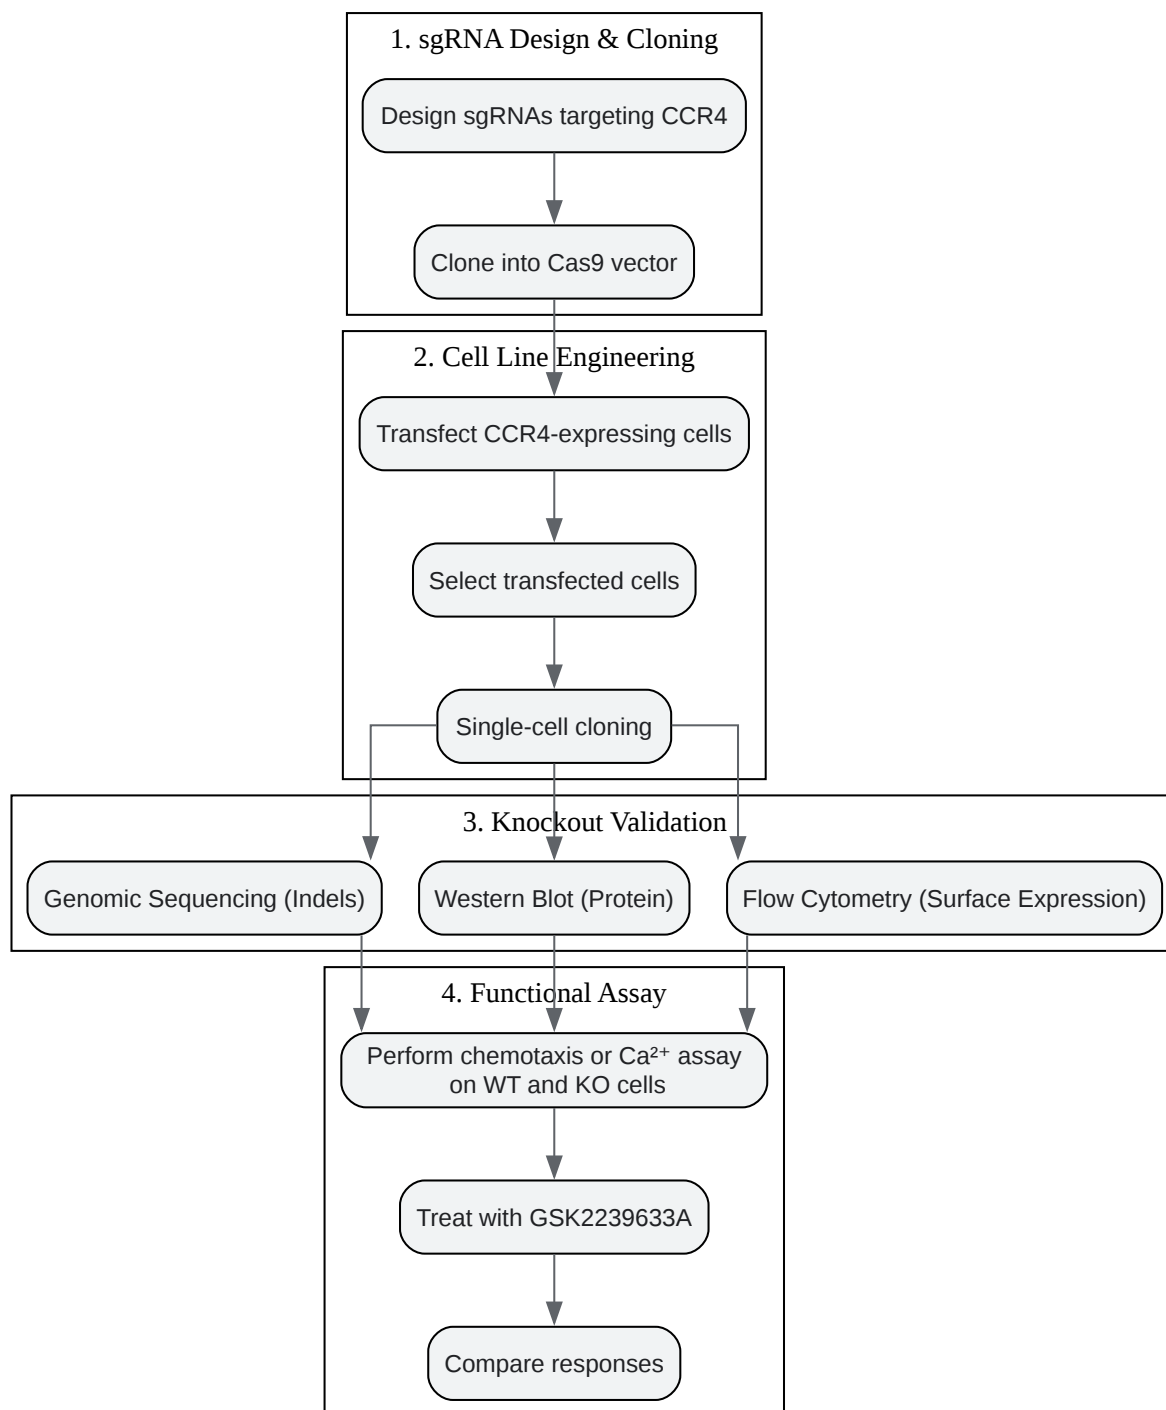 1. sgRNA Design & Cloning
Design sgRNAs targeting CCR4
Clone into Cas9 vector
2. Cell Line Engineering
Transfect CCR4-expressing cells
Select transfected cells
Single-cell cloning
3. Knockout Validation
Genomic Sequencing (Indels)
Western Blot (Protein)
Flow Cytometry (Surface Expression)
4. Functional Assay
Perform chemotaxis or Ca²⁺ assay
on WT and KO cells
Treat with GSK2239633A
Compare responses